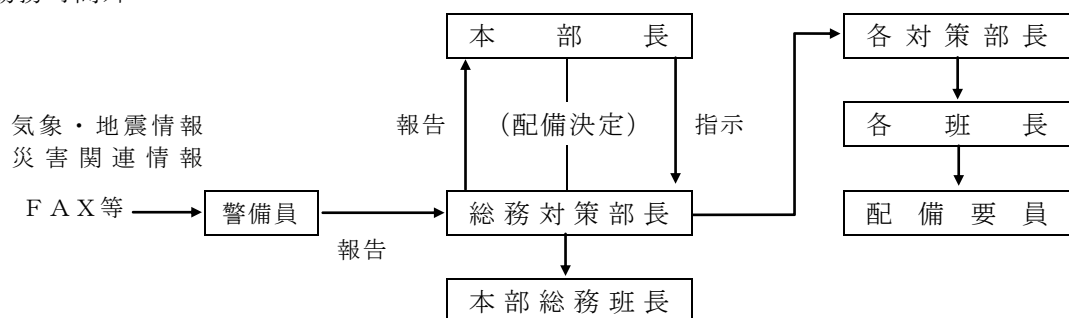 本部長
各対策部長
気象・地震情報
災害関連情報
報告
(配備決定)
指示
各班長
ＦＡＸ等
警備員
総務対策部長
配備要員
報告
本部総務班長